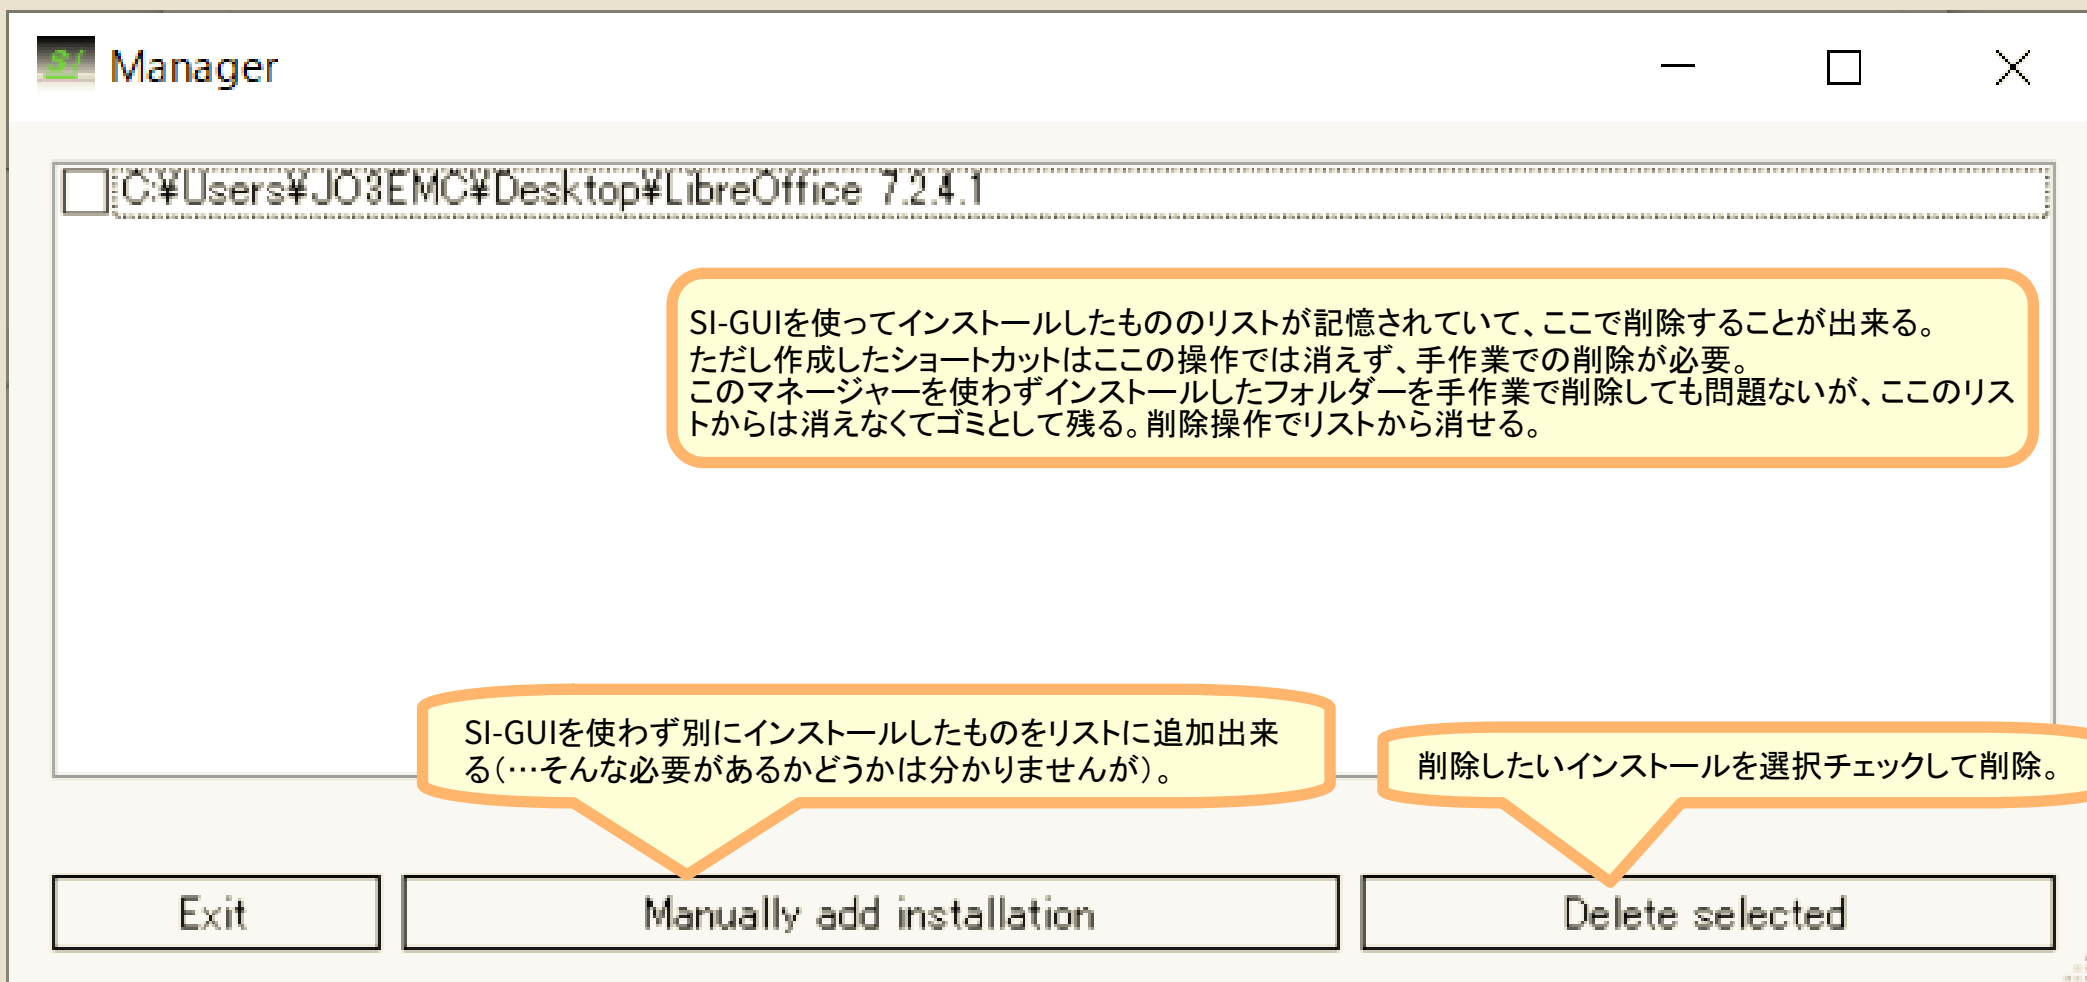 SI Manager
C:¥Users¥JO3EMC¥Desktop¥LibreOffice 7.2.4.1
SI-GUIを使ってインストールしたもののリストが記憶されていて、ここで削除することが出来る。
ただし作成したショートカットはここの操作では消えず、手作業での削除が必要。
このマネージャーを使わずインストールしたフォルダーを手作業で削除しても問題ないが、ここのリス
トからは消えなくてゴミとして残る。削除操作でリストから消せる。
SI-GUIを使わず別にインストールしたものをリストに追加出来
る(…そんな必要があるかどうかは分かりませんが)。
削除したいインストールを選択チェックして削除。
Exit
Manually add installation
Delete selected